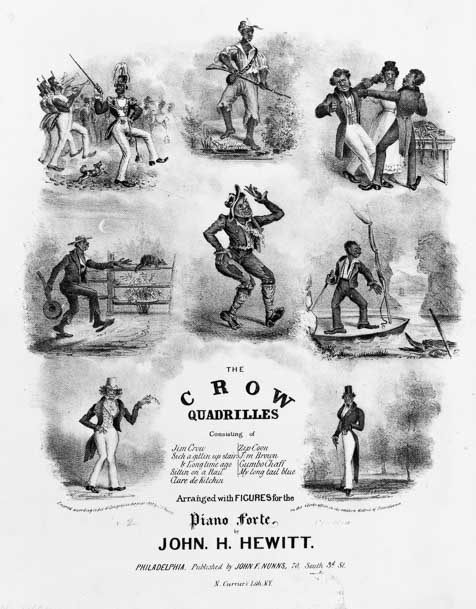 THE
CROW
QUADRILLES
Consisting of
Jim Crow
Sich a gittin up stairs
& Long time ago
Sittin on a Rail
Clare de kitchin
Zip Coon
Jim Brown
Gumbo Chaff
My long tail blue
Arranged with FIGURES for the
Piano Forte
by
JOHN. H. HEWITT.
PHILADELPHIA. Published by JOHN F. NUNNS, 70, South 3d. St.
N. Currier's Lith. N.Y.